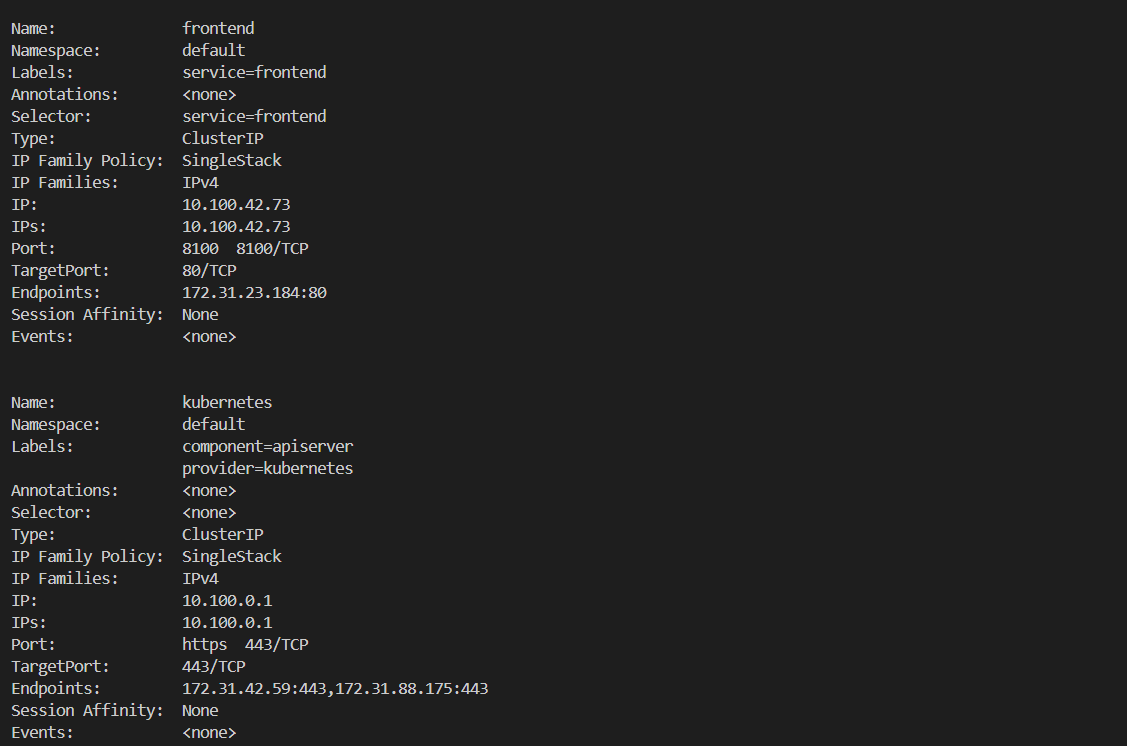 Name:              frontend
Namespace:         default
Labels:            service=frontend
Annotations:       <none>
Selector:          service=frontend
Type:              ClusterIP
IP Family Policy:  SingleStack
IP Families:       IPv4
IP:                10.100.42.73
IPs:               10.100.42.73
Port:              8100  8100/TCP
TargetPort:        80/TCP
Endpoints:         172.31.23.184:80
Session Affinity:  None
Events:            <none>
Name:              kubernetes
Namespace:         default
Labels:            component=apiserver
                   provider=kubernetes
Annotations:       <none>
Selector:          <none>
Type:              ClusterIP
IP Family Policy:  SingleStack
IP Families:       IPv4
IP:                10.100.0.1
IPs:               10.100.0.1
Port:              https  443/TCP
TargetPort:        443/TCP
Endpoints:         172.31.42.59:443,172.31.88.175:443
Session Affinity:  None
Events:            <none>